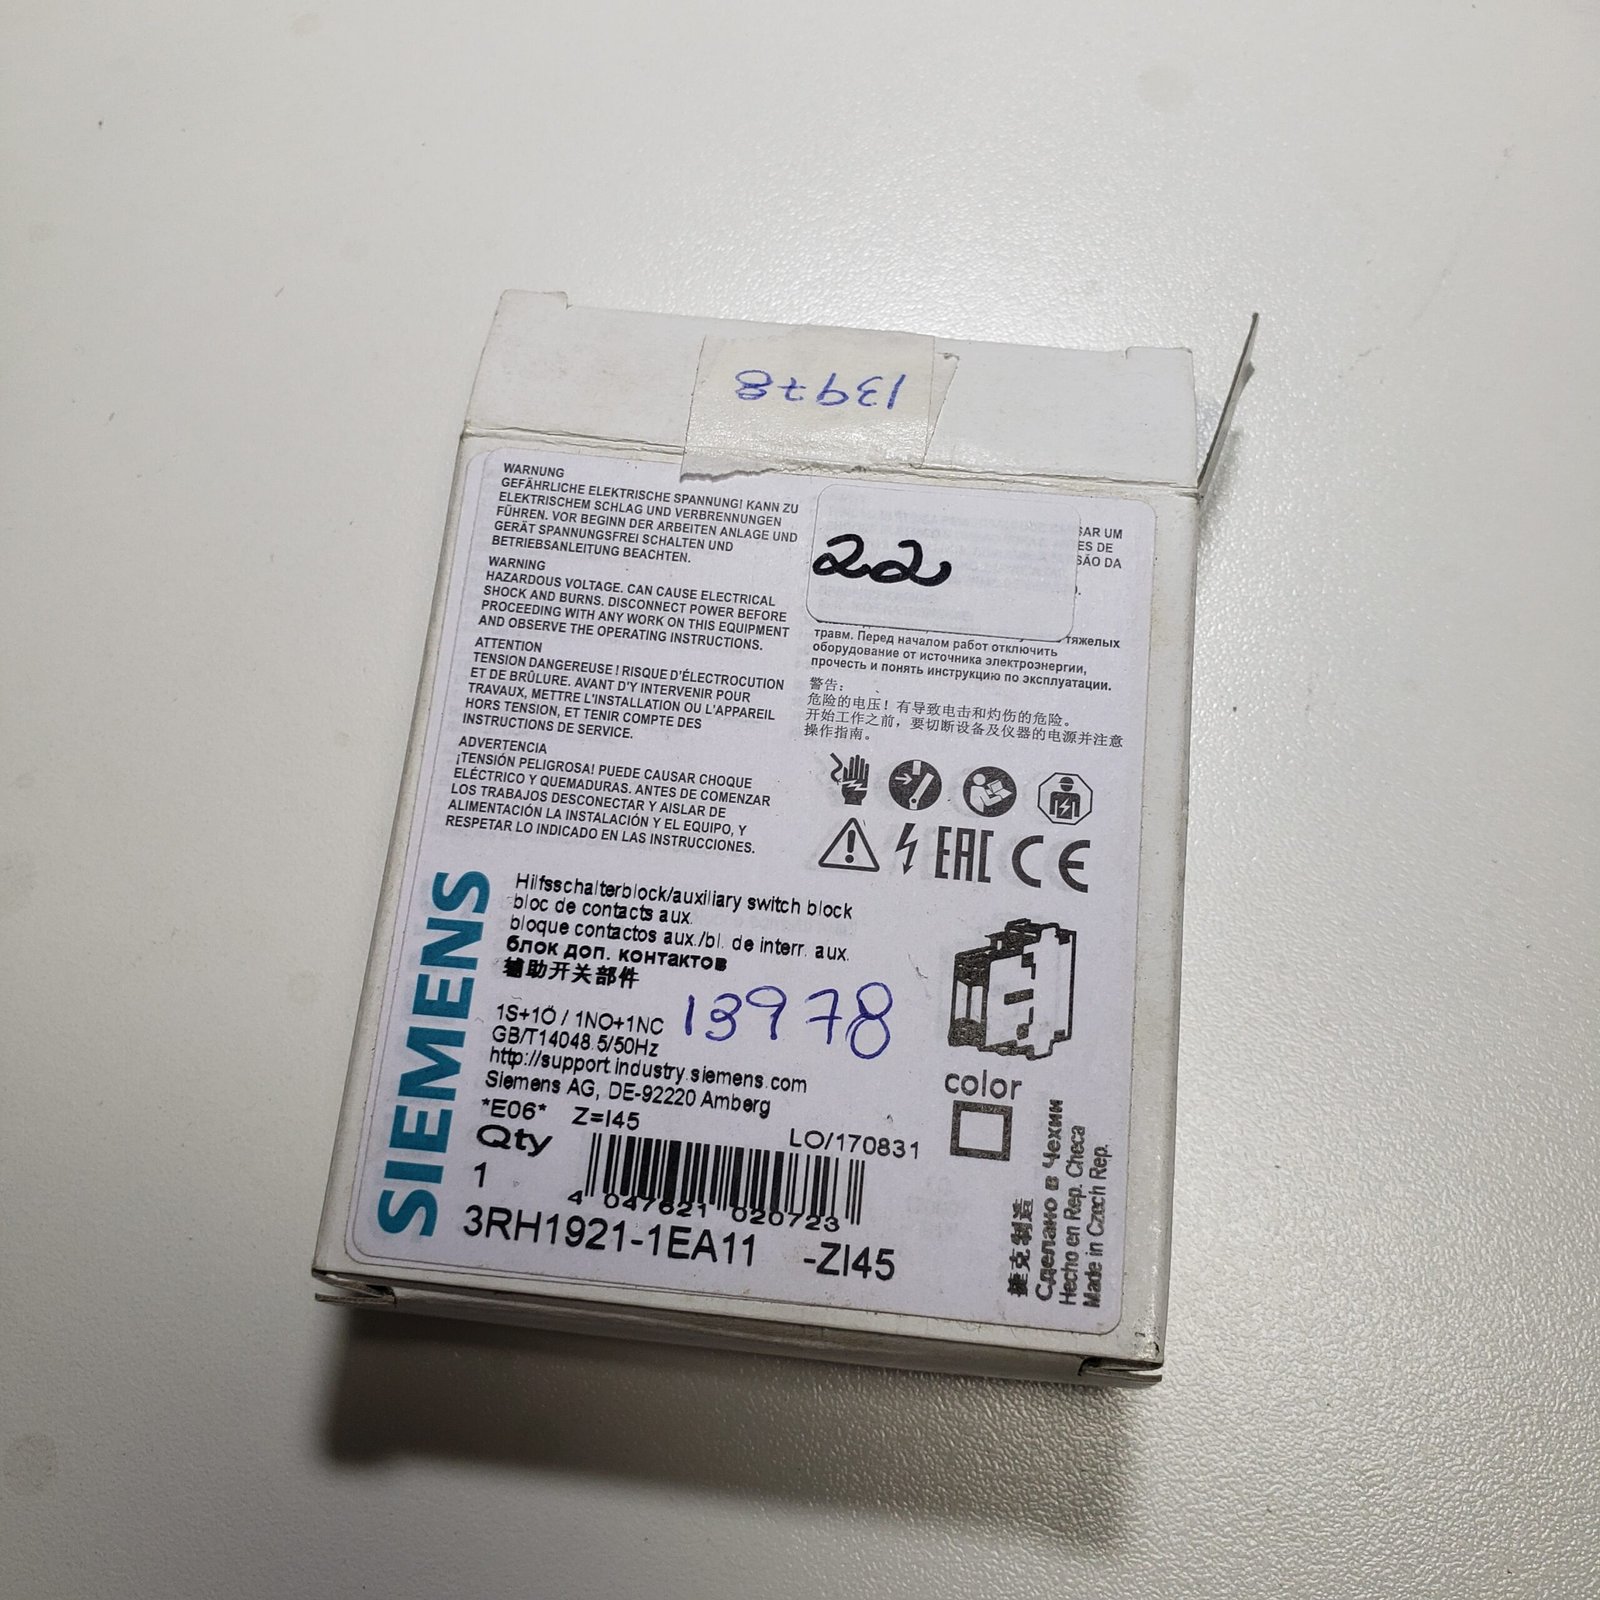 13978
WARNUNG
GEFÄHRLICHE ELEKTRISCHE SPANNUNG! KANN ZU
ELEKTRISCHEM SCHLAG UND VERBRENNUNGEN
FÜHREN. VOR BEGINN DER ARBEITEN ANLAGE UND
GERÄT SPANNUNGSFREI SCHALTEN UND
BETRIEBSANLEITUNG BEACHTEN.
WARNING
HAZARDOUS VOLTAGE. CAN CAUSE ELECTRICAL
SHOCK AND BURNS. DISCONNECT POWER BEFORE
PROCEEDING WITH ANY WORK ON THIS EQUIPMENT
AND OBSERVE THE OPERATING INSTRUCTIONS.
ATTENTION
TENSION DANGEREUSE ! RISQUE D'ÉLECTROCUTION
ET DE BRÛLURE. AVANT D'Y INTERVENIR POUR
TRAVAUX, METTRE L'INSTALLATION OU L'APPAREIL
HORS TENSION, ET TENIR COMPTE DES
INSTRUCTIONS DE SERVICE.
ADVERTENCIA
¡TENSIÓN PELIGROSA! PUEDE CAUSAR CHOQUE
ELÉCTRICO Y QUEMADURAS. ANTES DE COMENZAR
LOS TRABAJOS DESCONECTAR Y AISLAR DE
ALIMENTACIÓN LA INSTALACIÓN Y EL EQUIPO, Y
RESPETAR LO INDICADO EN LAS INSTRUCCIONES.
22
SAR UM
ES DE
SÃO DA
тяжелых
травм. Перед началом работ отключить
оборудование от источника электроэнергии,
прочесть и понять инструкцию по эксплуатации.
警告:
危险的电压! 有导致电击和灼伤的危险。
开始工作之前, 要切断设备及仪器的电源并注意
操作指南。
EAC CE
SIEMENS
Hilfsschalterblock/auxiliary switch block
bloc de contacts aux.
bloque contactos aux./bl. de interr. aux.
блок доп. контактов
辅助开关部件
13978
1S+1Ö / 1NO+1NC
GB/T14048.5/50Hz
http://support.industry.siemens.com
Siemens AG, DE-92220 Amberg
*E06* Z=I45
LO/170831
Qty
1
4 047621 020723
3RH1921-1EA11 -ZI45
color
捷克制造
Сделано в Чехии
Hecho en Rep. Checa
Made in Czech Rep.